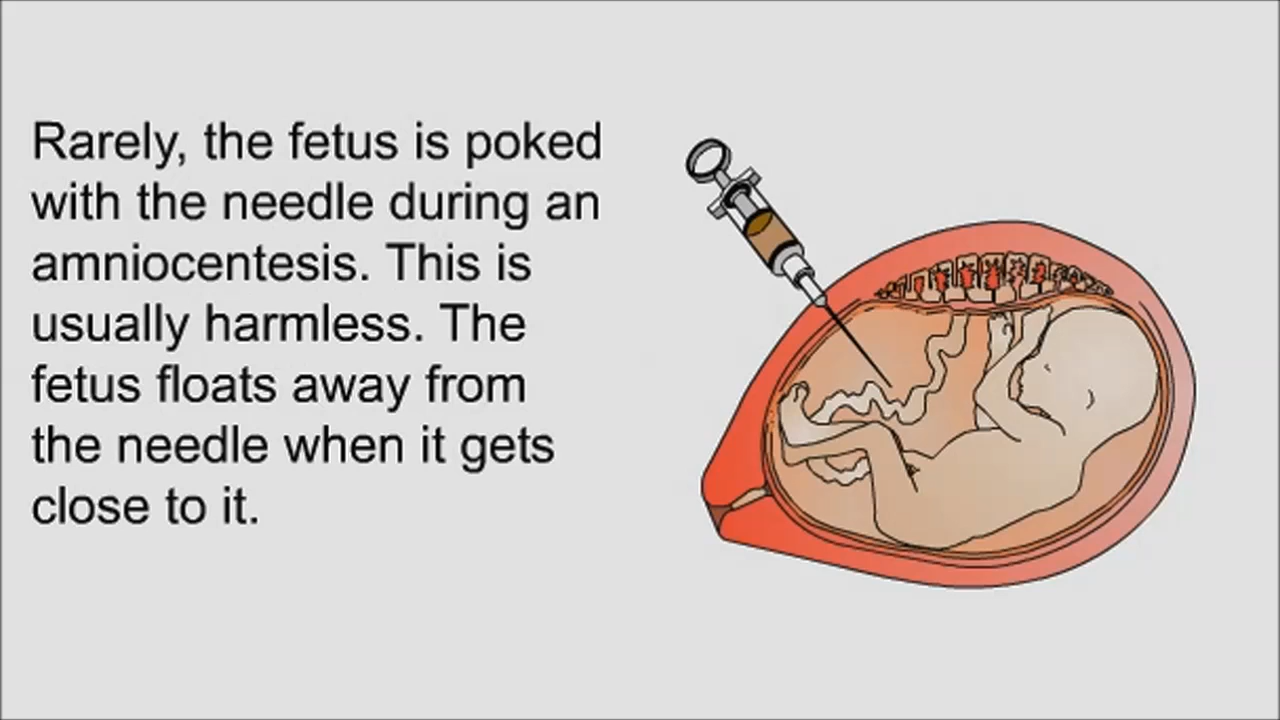 Rarely, the fetus is poked
with the needle during an
amniocentesis. This is
usually harmless. The
fetus floats away from
the needle when it gets
close to it.